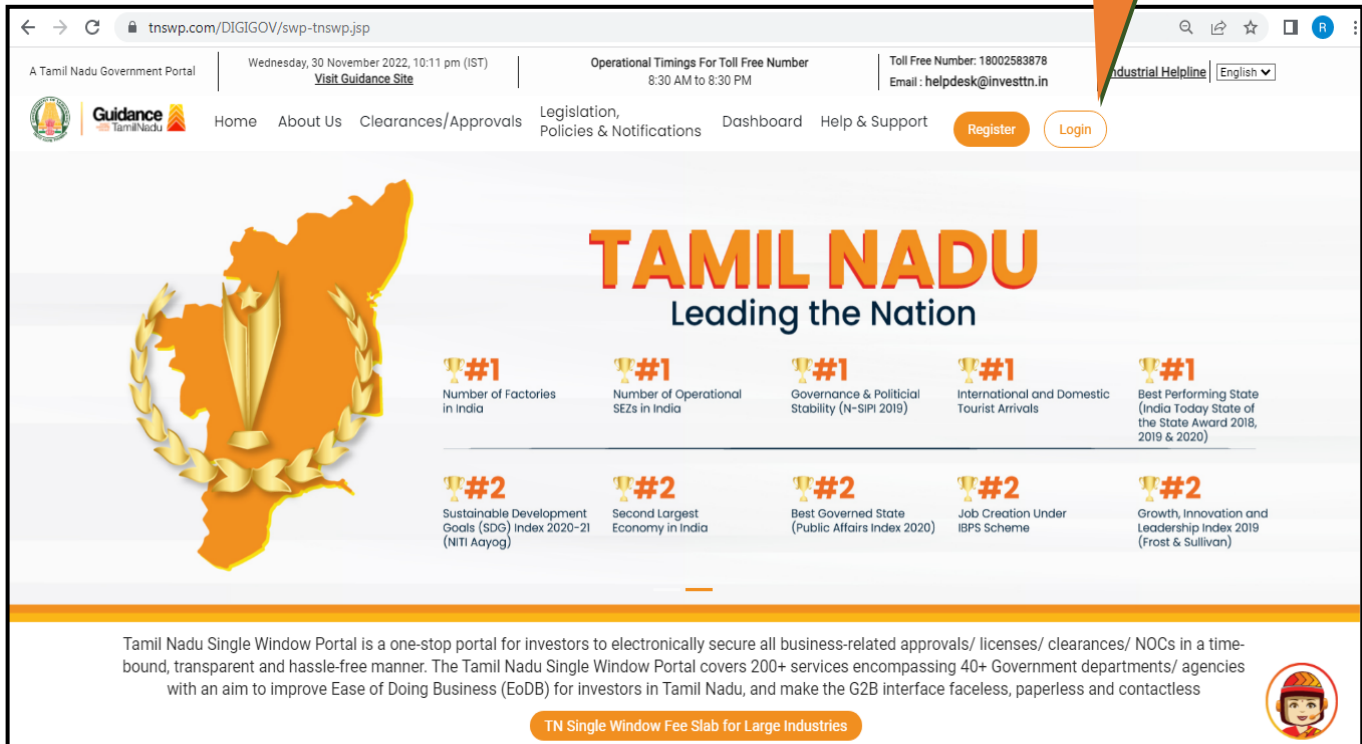 tnswp.com/DIGIGOV/swp-tnswp.jsp
R
A Tamil Nadu Government Portal
Wednesday, 30 November 2022, 10:11 pm (IST)
Visit Guidance Site
Operational Timings For Toll Free Number
8:30 AM to 8:30 PM
Toll Free Number: 18002583878
Email : helpdesk@investtn.in
ndustrial Helpline
English
Guidance
TamilNadu
Home
About Us
Clearances/Approvals
Legislation,
Policies & Notifications
Dashboard
Help & Support
Register
Login
TAMIL NADU
Leading the Nation
#1
Number of Factories
in India
#1
Number of Operational
SEZs in India
#1
Governance & Politicial
Stability (N-SIPI 2019)
#1
International and Domestic
Tourist Arrivals
#1
Best Performing State
(India Today State of
the State Award 2018,
2019 & 2020)
#2
Sustainable Development
Goals (SDG) Index 2020-21
(NITI Aayog)
#2
Second Largest
Economy in India
#2
Best Governed State
(Public Affairs Index 2020)
#2
Job Creation Under
IBPS Scheme
#2
Growth, Innovation and
Leadership Index 2019
(Frost & Sullivan)
Tamil Nadu Single Window Portal is a one-stop portal for investors to electronically secure all business-related approvals/ licenses/ clearances/ NOCs in a time-
bound, transparent and hassle-free manner. The Tamil Nadu Single Window Portal covers 200+ services encompassing 40+ Government departments/ agencies
with an aim to improve Ease of Doing Business (EoDB) for investors in Tamil Nadu, and make the G2B interface faceless, paperless and contactless
TN Single Window Fee Slab for Large Industries